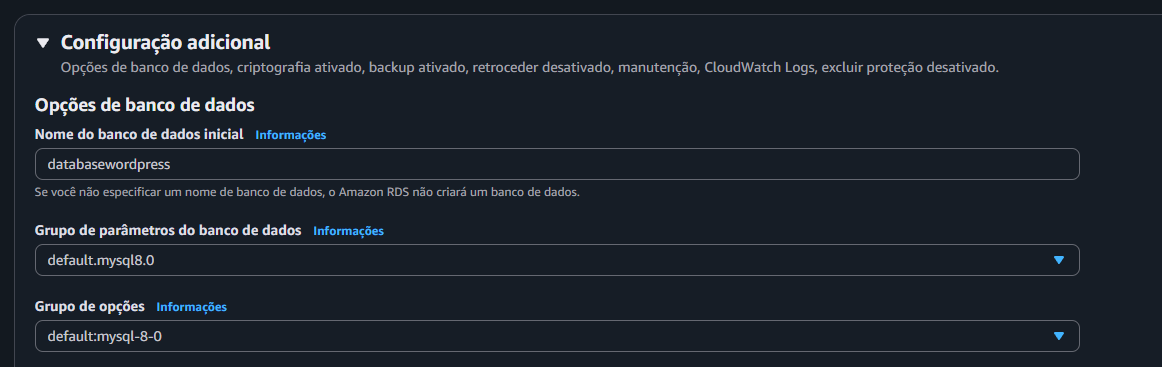 Configuração adicional
Opções de banco de dados, criptografia ativado, backup ativado, retroceder desativado, manutenção, CloudWatch Logs, excluir proteção desativado.
Opções de banco de dados
Nome do banco de dados inicial Informações
databasewordpress
Se você não especificar um nome de banco de dados, o Amazon RDS não criará um banco de dados.
Grupo de parâmetros do banco de dados Informações
default.mysql8.0
Grupo de opções Informações
default:mysql-8-0